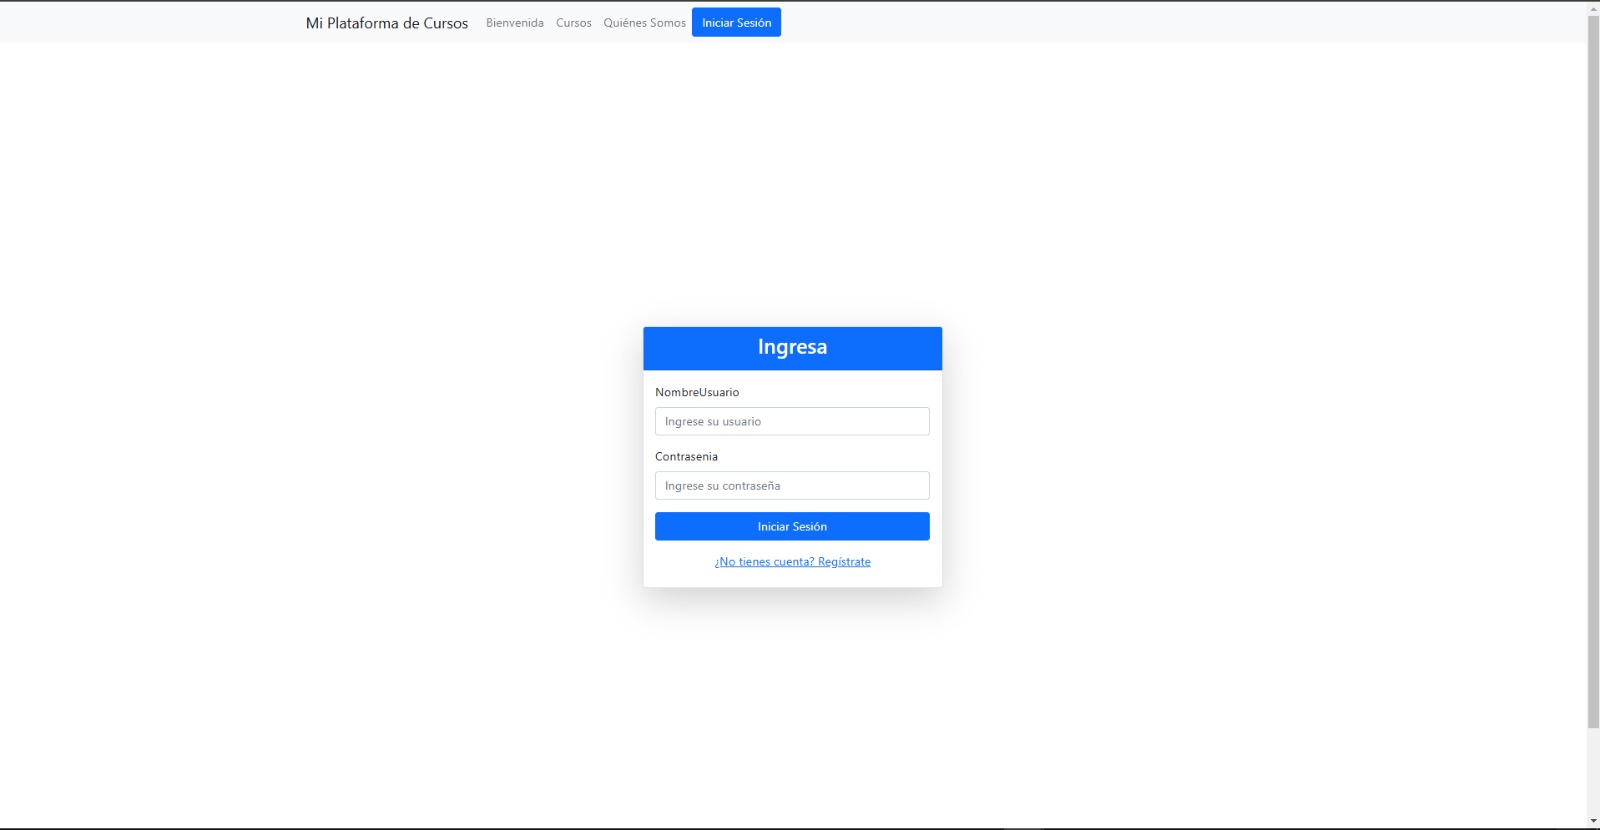 Mi Plataforma de Cursos Bienvenida Cursos Quiénes Somos Iniciar Sesión
Ingresa
NombreUsuario
Ingrese su usuario
Contrasenia
Ingrese su contraseña
Iniciar Sesión
¿No tienes cuenta? Regístrate